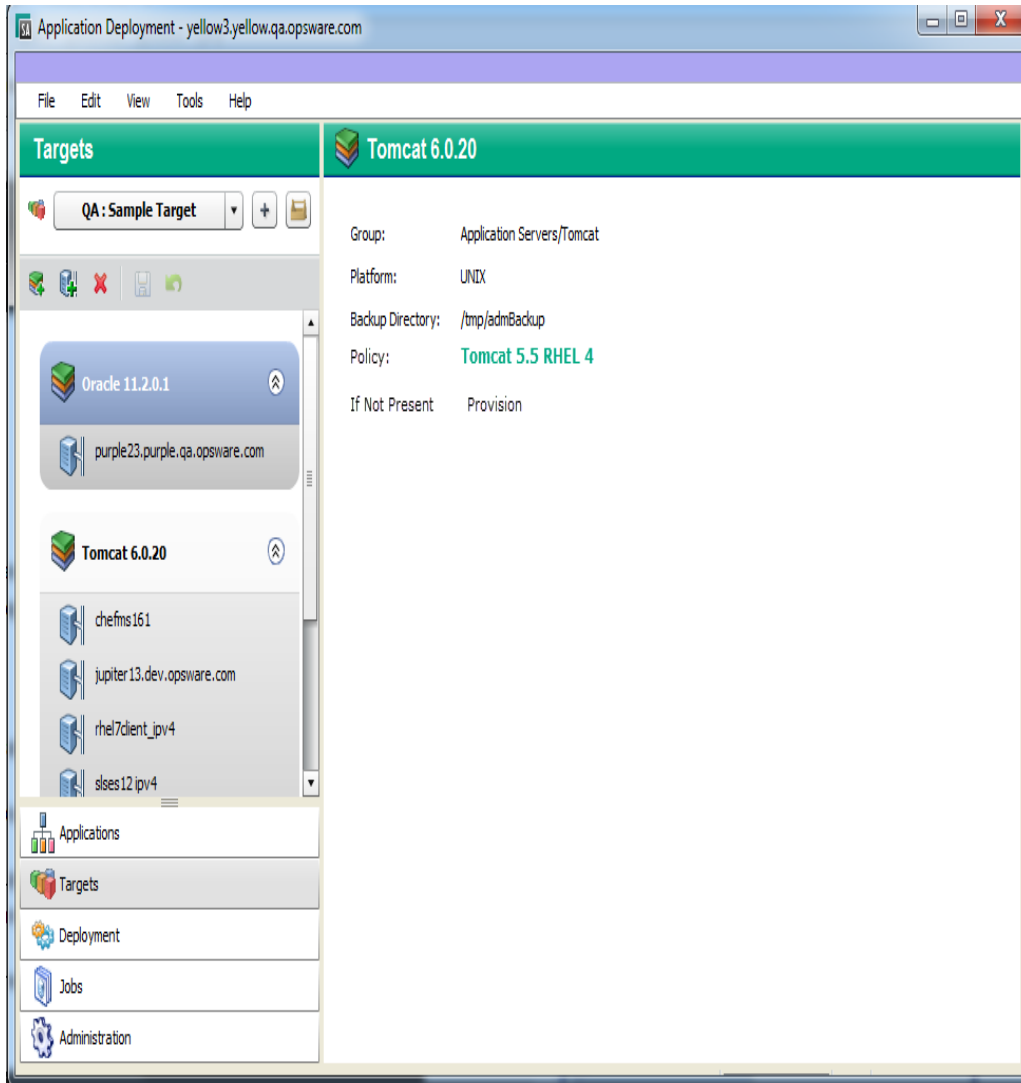 SA Application Deployment - yellow3.yellow.qa.opsware.com
File Edit View Tools Help
Targets
QA : Sample Target
Oracle 11.2.0.1
purple23.purple.qa.opsware.com
Tomcat 6.0.20
chefms161
jupiter13.dev.opsware.com
rhel7client_ipv4
slses12 ipv4
Applications
Targets
Deployment
Jobs
Administration
Tomcat 6.0.20
Group: Application Servers/Tomcat
Platform: UNIX
Backup Directory: /tmp/admBackup
Policy: Tomcat 5.5 RHEL 4
If Not Present Provision